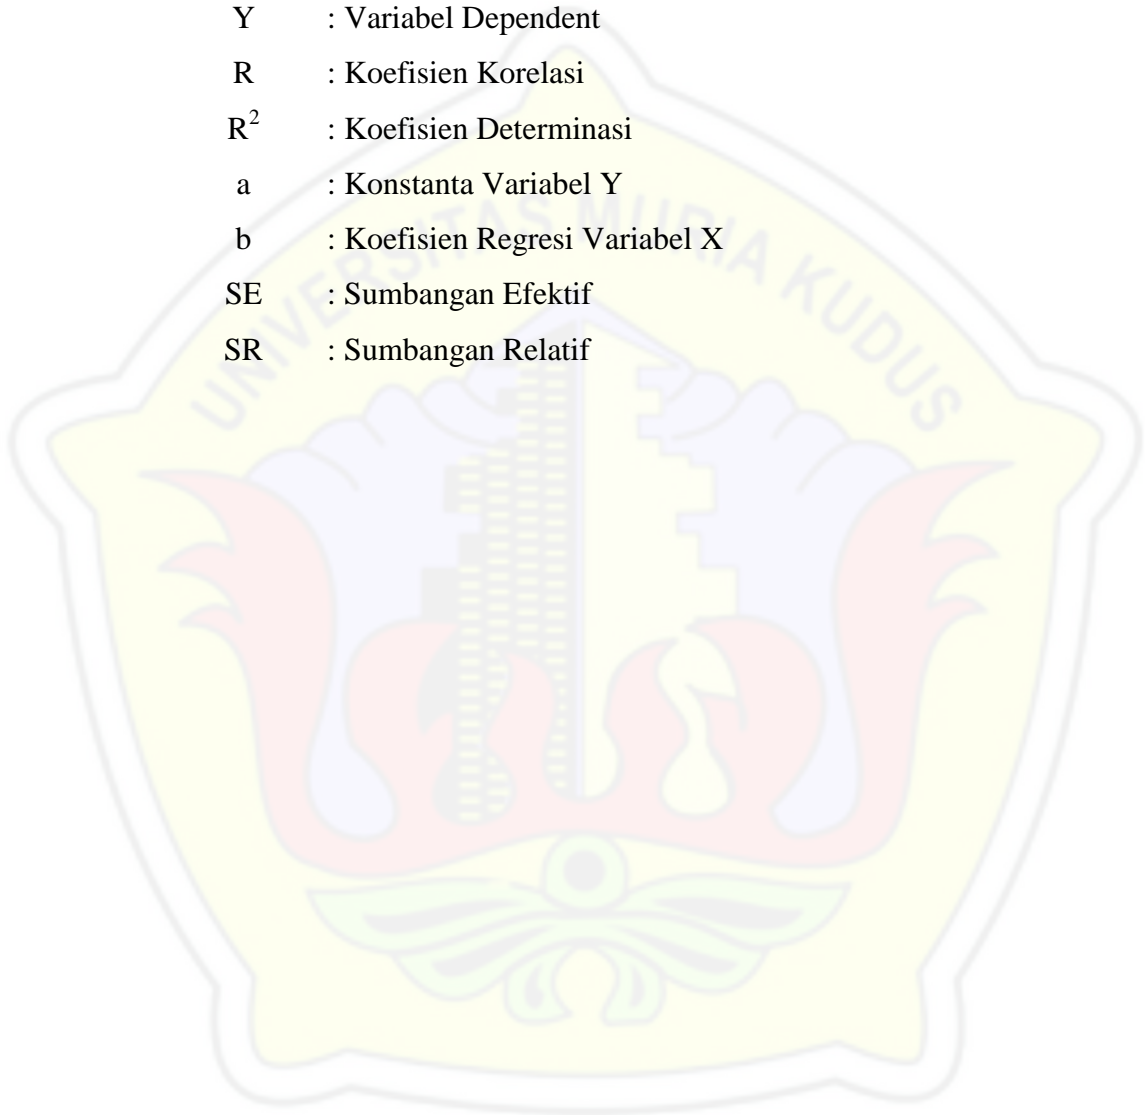 Y : Variabel Dependent
R : Koefisien Korelasi
R² : Koefisien Determinasi
a : Konstanta Variabel Y
b : Koefisien Regresi Variabel X
SE : Sumbangan Efektif
SR : Sumbangan Relatif
UNIVERSITAS MURIA KUDUS